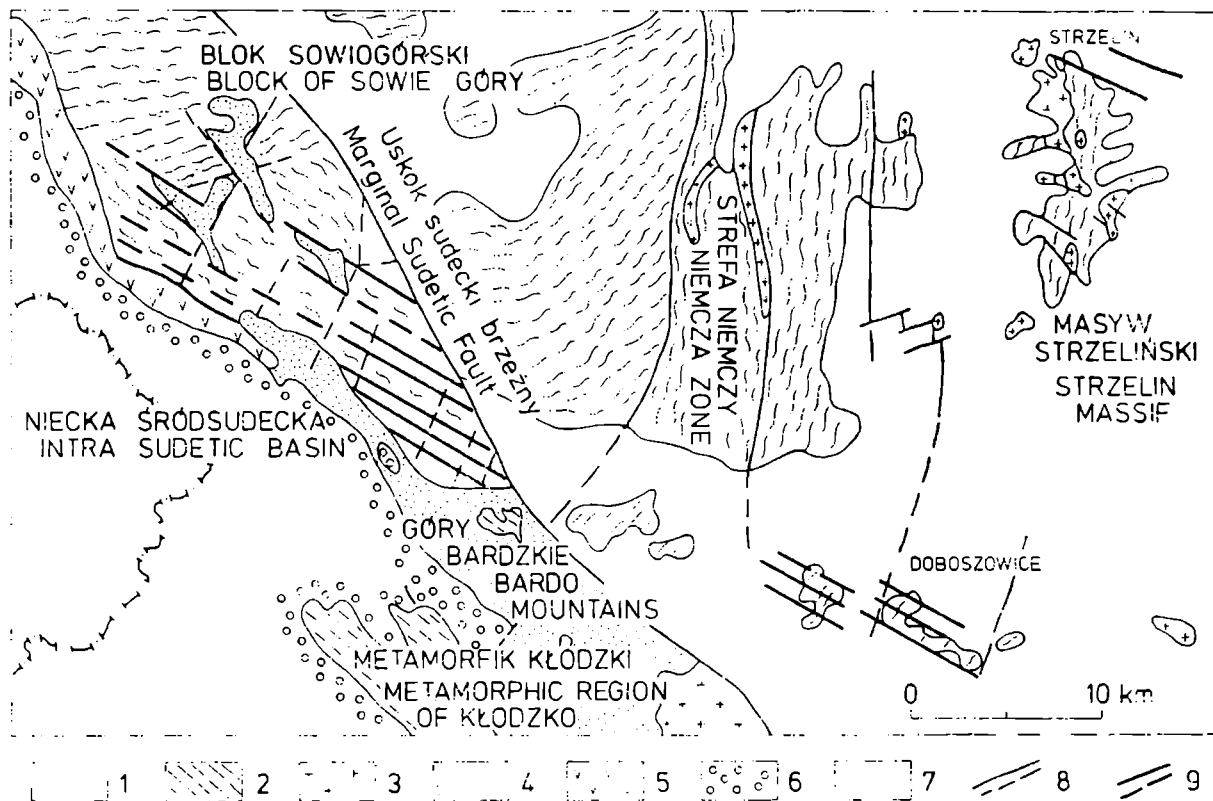 BLOK SOWIOGÓRSKI
BLOCK OF SOWIE GÓRY
Uskok sudecki brzeżny
Marginal Sudetic Fault
STREFA NIEMCZY
NIEMCZA ZONE
STRZELIN
MASYW
STRZELIŃSKI
STRZELIN
MASSIF
NIECKA ŚRÓDSUDECKA
INTRA SUDETIC BASIN
GÓRY
BARDZKIE
BARDO
MOUNTAINS
DOBOSZOWICE
METAMORFIK KŁÓDZKI
METAMORPHIC REGION
OF KŁODZKO
0 10 km
1 2 3 4 5 6 7 8 9